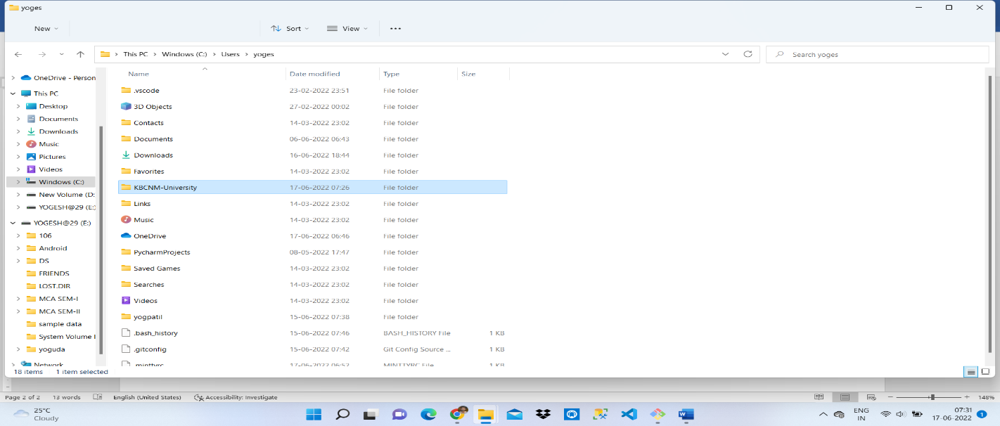 yoges
New Sort View •••
This PC > Windows (C:) > Users > yoges Search yoges
Name Date modified Type Size
OneDrive - Person
This PC
Desktop
Documents
Downloads
Music
Pictures
Videos
Windows (C:)
New Volume (D:
YOGESH@29 (E:)
YOGESH@29 (E:)
106
Android
DS
FRIENDS
LOST.DIR
MCA SEM-I
MCA SEM-II
sample data
System Volume I
yoguda
Network
.vscode 23-02-2022 23:51 File folder
3D Objects 27-02-2022 00:02 File folder
Contacts 14-03-2022 23:02 File folder
Documents 06-06-2022 06:43 File folder
Downloads 16-06-2022 18:44 File folder
Favorites 14-03-2022 23:02 File folder
KBCNM-University 17-06-2022 07:26 File folder
Links 14-03-2022 23:02 File folder
Music 14-03-2022 23:02 File folder
OneDrive 17-06-2022 06:46 File folder
PycharmProjects 08-05-2022 17:47 File folder
Saved Games 14-03-2022 23:02 File folder
Searches 14-03-2022 23:02 File folder
Videos 14-03-2022 23:02 File folder
yogpatil 15-06-2022 07:38 File folder
.bash_history 15-06-2022 07:46 BASH_HISTORY File 1 KB
.gitconfig 15-06-2022 07:42 Git Config Source ... 1 KB
.minttyrc 17-06-2022 06:52 MINTTYRC File 1 KB
18 items 1 item selected
Page 2 of 2 13 words English (United States) Accessibility: Investigate 148%
25°C
Cloudy
ENG
IN
07:31
17-06-2022
1